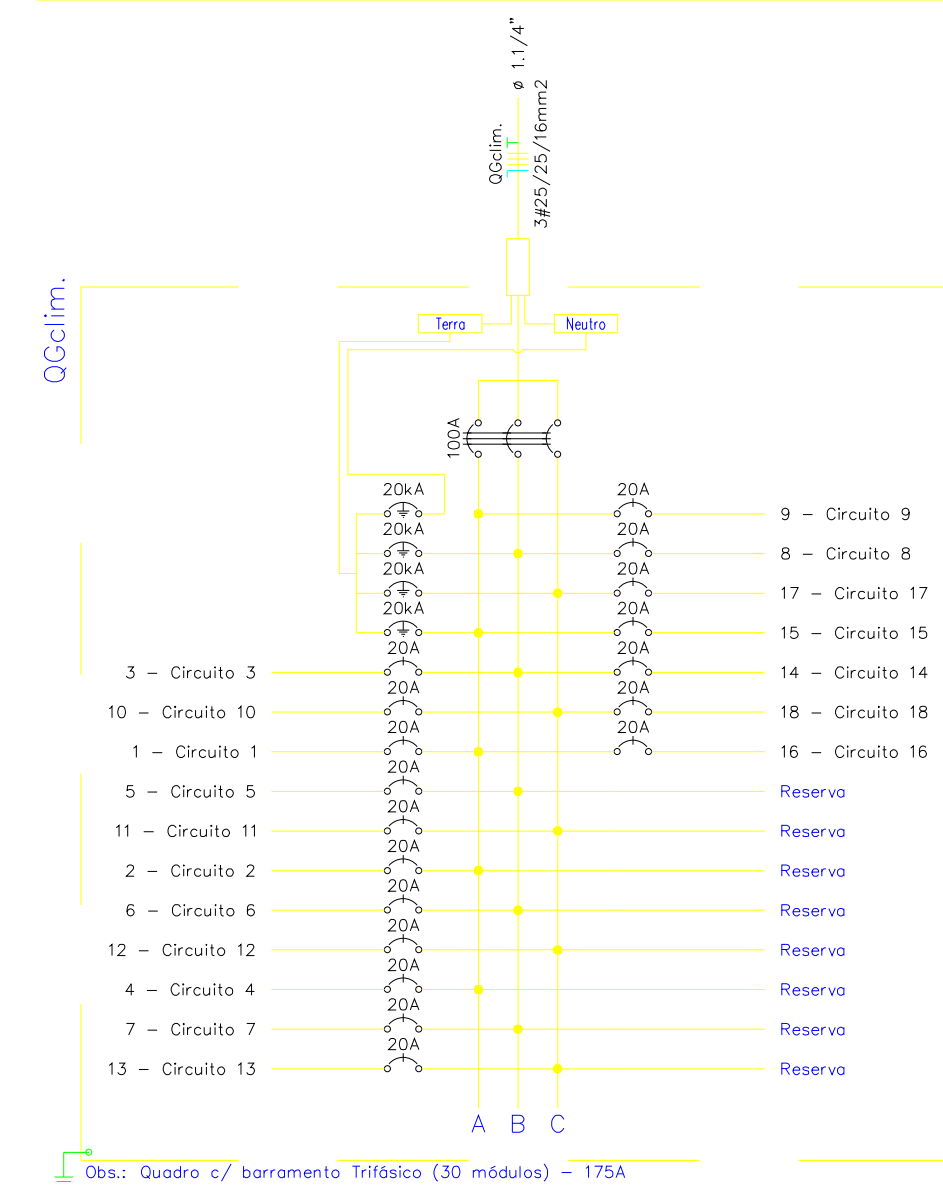 ø 1.1/4"
QGclim.
3#25/25/16mm2
QGclim.
Terra
Neutro
100A
20kA
20A
9 - Circuito 9
20kA
20A
8 - Circuito 8
20kA
20A
17 - Circuito 17
20kA
20A
15 - Circuito 15
20A
20A
3 - Circuito 3
14 - Circuito 14
20A
20A
10 - Circuito 10
18 - Circuito 18
20A
20A
1 - Circuito 1
16 - Circuito 16
20A
5 - Circuito 5
Reserva
20A
11 - Circuito 11
Reserva
20A
2 - Circuito 2
Reserva
20A
6 - Circuito 6
Reserva
20A
12 - Circuito 12
Reserva
20A
4 - Circuito 4
Reserva
20A
7 - Circuito 7
Reserva
20A
13 - Circuito 13
Reserva
A B C
Obs.: Quadro c/ barramento Trifásico (30 módulos) - 175A